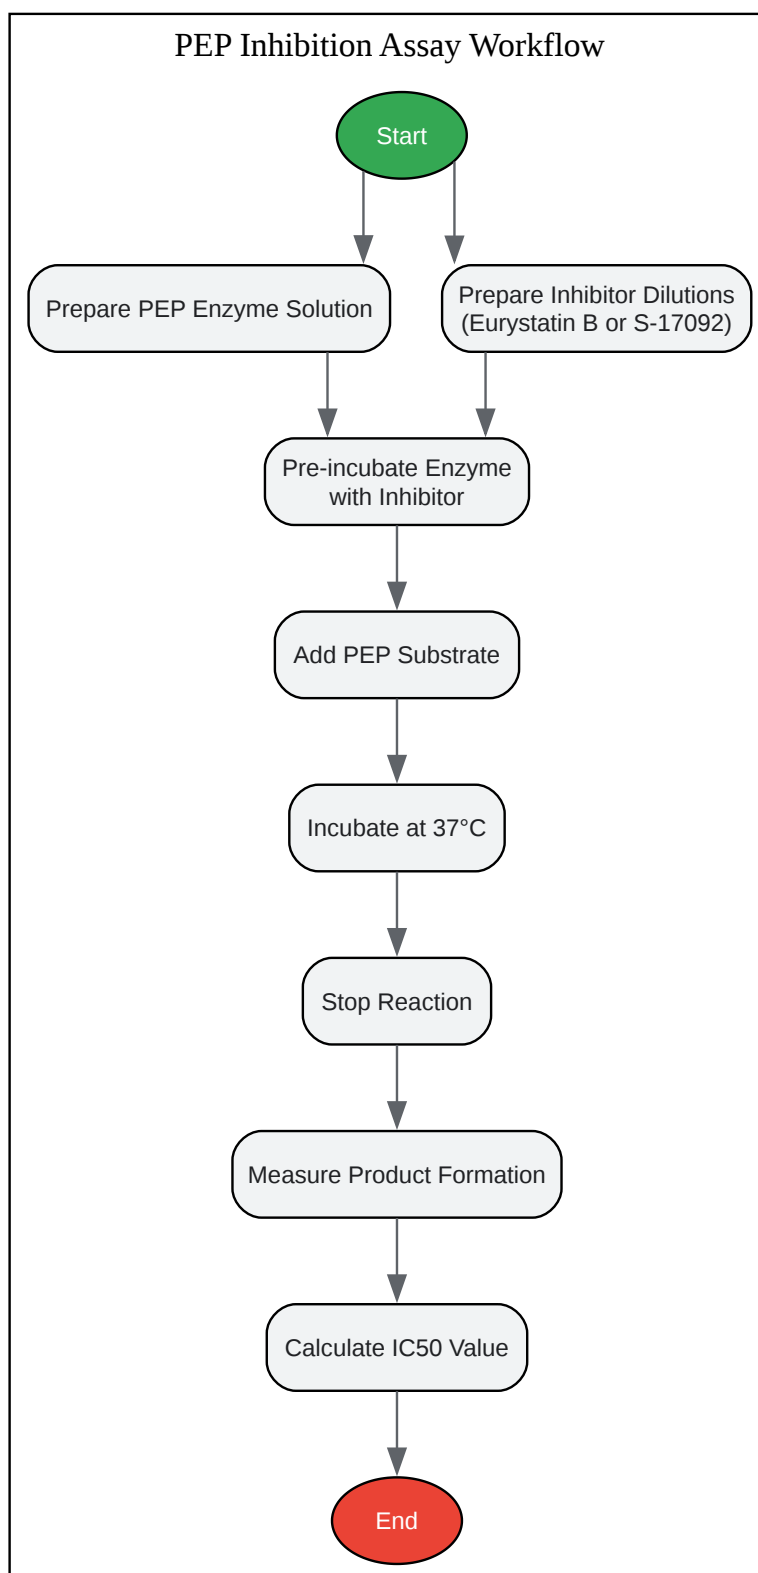 PEP Inhibition Assay Workflow
Start
Prepare PEP Enzyme Solution
Prepare Inhibitor Dilutions
(Eurystatin B or S-17092)
Pre-incubate Enzyme
with Inhibitor
Add PEP Substrate
Incubate at 37°C
Stop Reaction
Measure Product Formation
Calculate IC50 Value
End